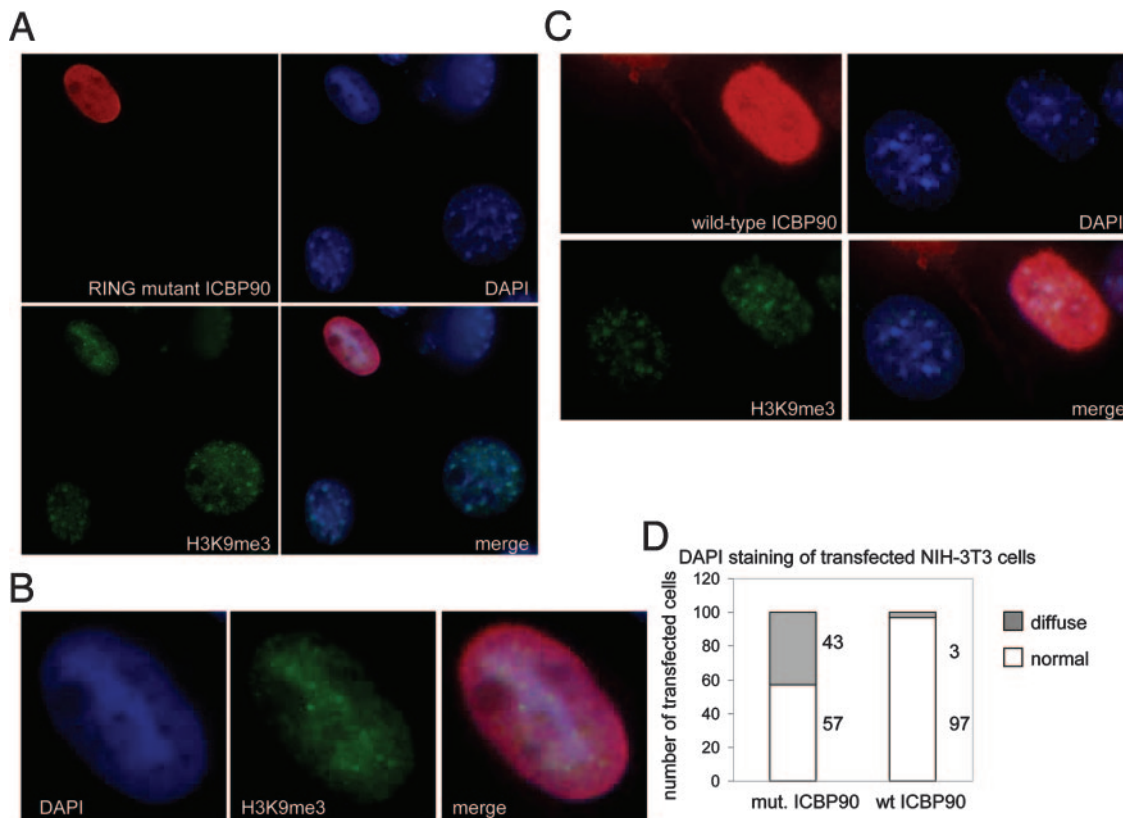 A
RING mutant ICBP90
DAPI
H3K9me3
merge
B
DAPI
H3K9me3
merge
C
wild-type ICBP90
DAPI
H3K9me3
merge
D
DAPI staining of transfected NIH-3T3 cells
number of transfected cells
120
100
80
60
40
20
0
43
57
3
97
mut. ICBP90
wt ICBP90
diffuse
normal